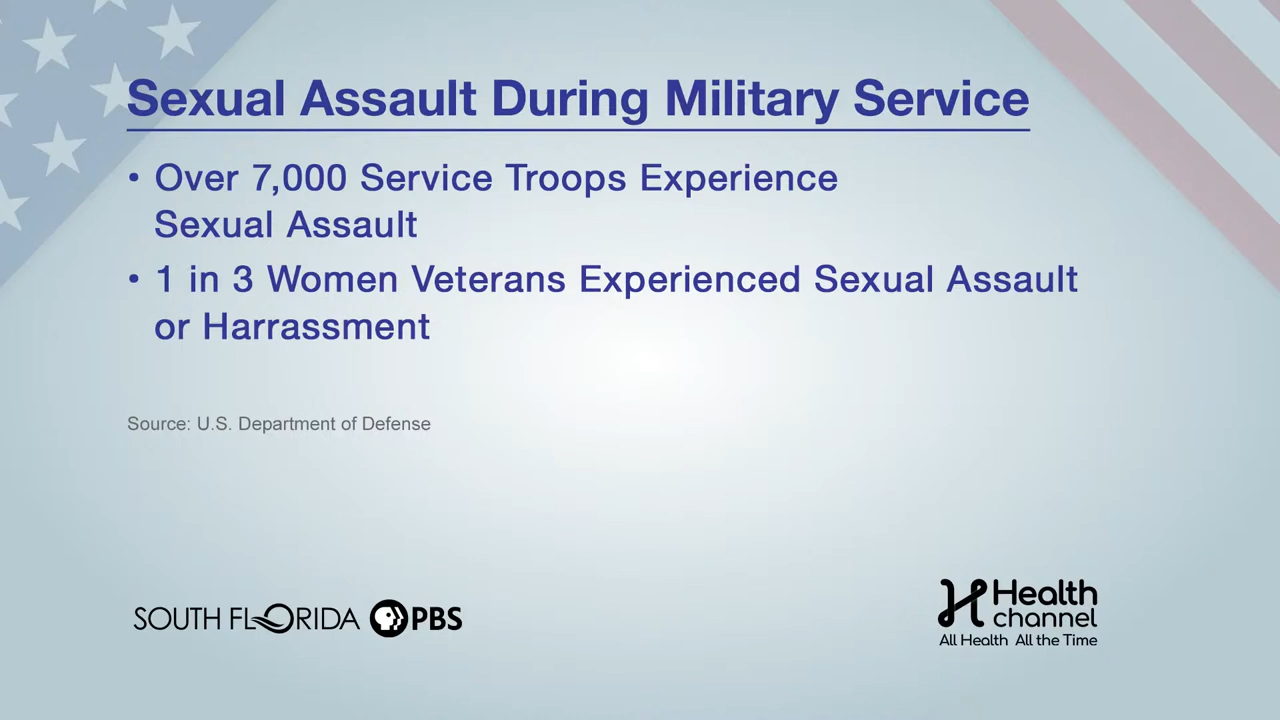 Sexual Assault During Military Service
• Over 7,000 Service Troops Experience
Sexual Assault
• 1 in 3 Women Veterans Experienced Sexual Assault
or Harrassment
Source: U.S. Department of Defense
SOUTH FLORIDA PBS
Health
channel
All Health All the Time